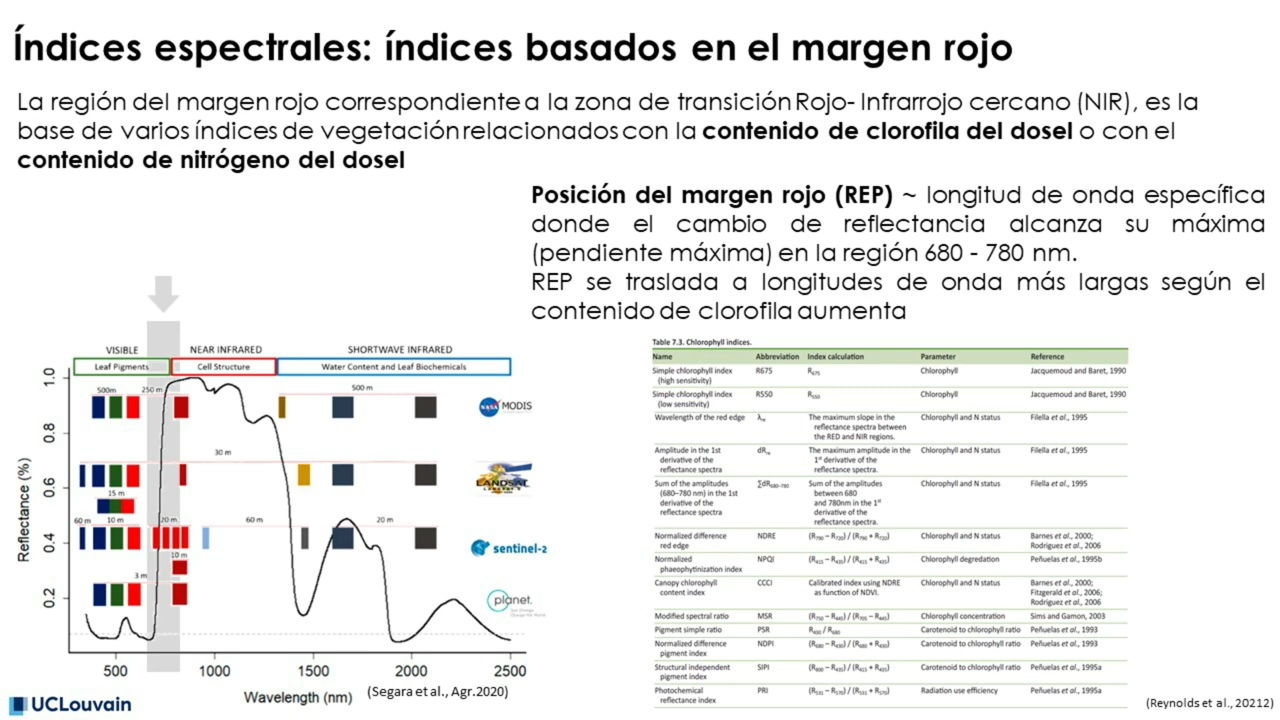 Índices espectrales: índices basados en el margen rojo
La región del margen rojo correspondiente a la zona de transición Rojo- Infrarrojo cercano (NIR), es la
base de varios índices de vegetación relacionados con la contenido de clorofila del dosel o con el
contenido de nitrógeno del dosel
Posición del margen rojo (REP) ~ longitud de onda específica
donde el cambio de reflectancia alcanza su máxima
(pendiente máxima) en la región 680 - 780 nm.
REP se traslada a longitudes de onda más largas según el
contenido de clorofila aumenta
VISIBLE NEAR INFRARED SHORTWAVE INFRARED
Leaf Pigments Cell Structure Water Content and Leaf Biochemicals
500m 250 m 500 m
NASA MODIS
30 m
LANDSAT
15 m
60 m 10 m 20 m 60 m 20 m
sentinel-2
10 m
3 m
planet.
Reflectance (%)
1.0
0.8
0.6
0.4
0.2
500 1000 1500 2000 2500
Wavelength (nm)
(Segara et al., Agr.2020)
UCLouvain
Table 7.3. Chlorophyll indices.
Name Abbreviation Index calculation Parameter Reference
Simple chlorophyll index R675 R675 Chlorophyll Jacquemoud and Baret, 1990
(high sensitivity)
Simple chlorophyll index R550 R550 Chlorophyll Jacquemoud and Baret, 1990
(low sensitivity)
Wavelength of the red edge λre The maximum slope in the Chlorophyll and N status Filella et al., 1995
reflectance spectra between
the RED and NIR regions.
Amplitude in the 1st dRre The maximum amplitude in the Chlorophyll and N status Filella et al., 1995
derivative of the 1st derivative of the
reflectance spectra reflectance spectra.
Sum of the amplitudes ∑dR680–780 Sum of the amplitudes Chlorophyll and N status Filella et al., 1995
(680–780 nm) in the 1st between 680
derivative of the and 780nm in the 1st
reflectance spectra derivative of the
reflectance spectra.
Normalized difference NDRE (R790 − R720) / (R790 + R720) Chlorophyll and N status Barnes et al., 2000;
red edge Rodriguez et al., 2006
Normalized NPQI (R415 − R435) / (R415 + R435) Chlorophyll degredation Peñuelas et al., 1995b
phaeophytinization index
Canopy chlorophyll CCCI Calibrated index using NDRE Chlorophyll and N status Barnes et al., 2000;
content index as function of NDVI. Fitzgerald et al., 2006;
Rodriguez et al., 2006
Modified spectral ratio MSR (R750 − R445) / (R705 − R445) Chlorophyll concentration Sims and Gamon, 2003
Pigment simple ratio PSR R430 / R680 Carotenoid to chlorophyll ratio Peñuelas et al., 1993
Normalized difference NDPI (R680 − R430) / (R680 + R430) Carotenoid to chlorophyll ratio Peñuelas et al., 1993
pigment index
Structural independent SIPI (R800 − R435) / (R415 + R435) Carotenoid to chlorophyll ratio Peñuelas et al., 1995a
pigment index
Photochemical PRI (R531 − R570) / (R531 + R570) Radiation use efficiency Peñuelas et al., 1995a
reflectance index
(Reynolds et al., 20212)